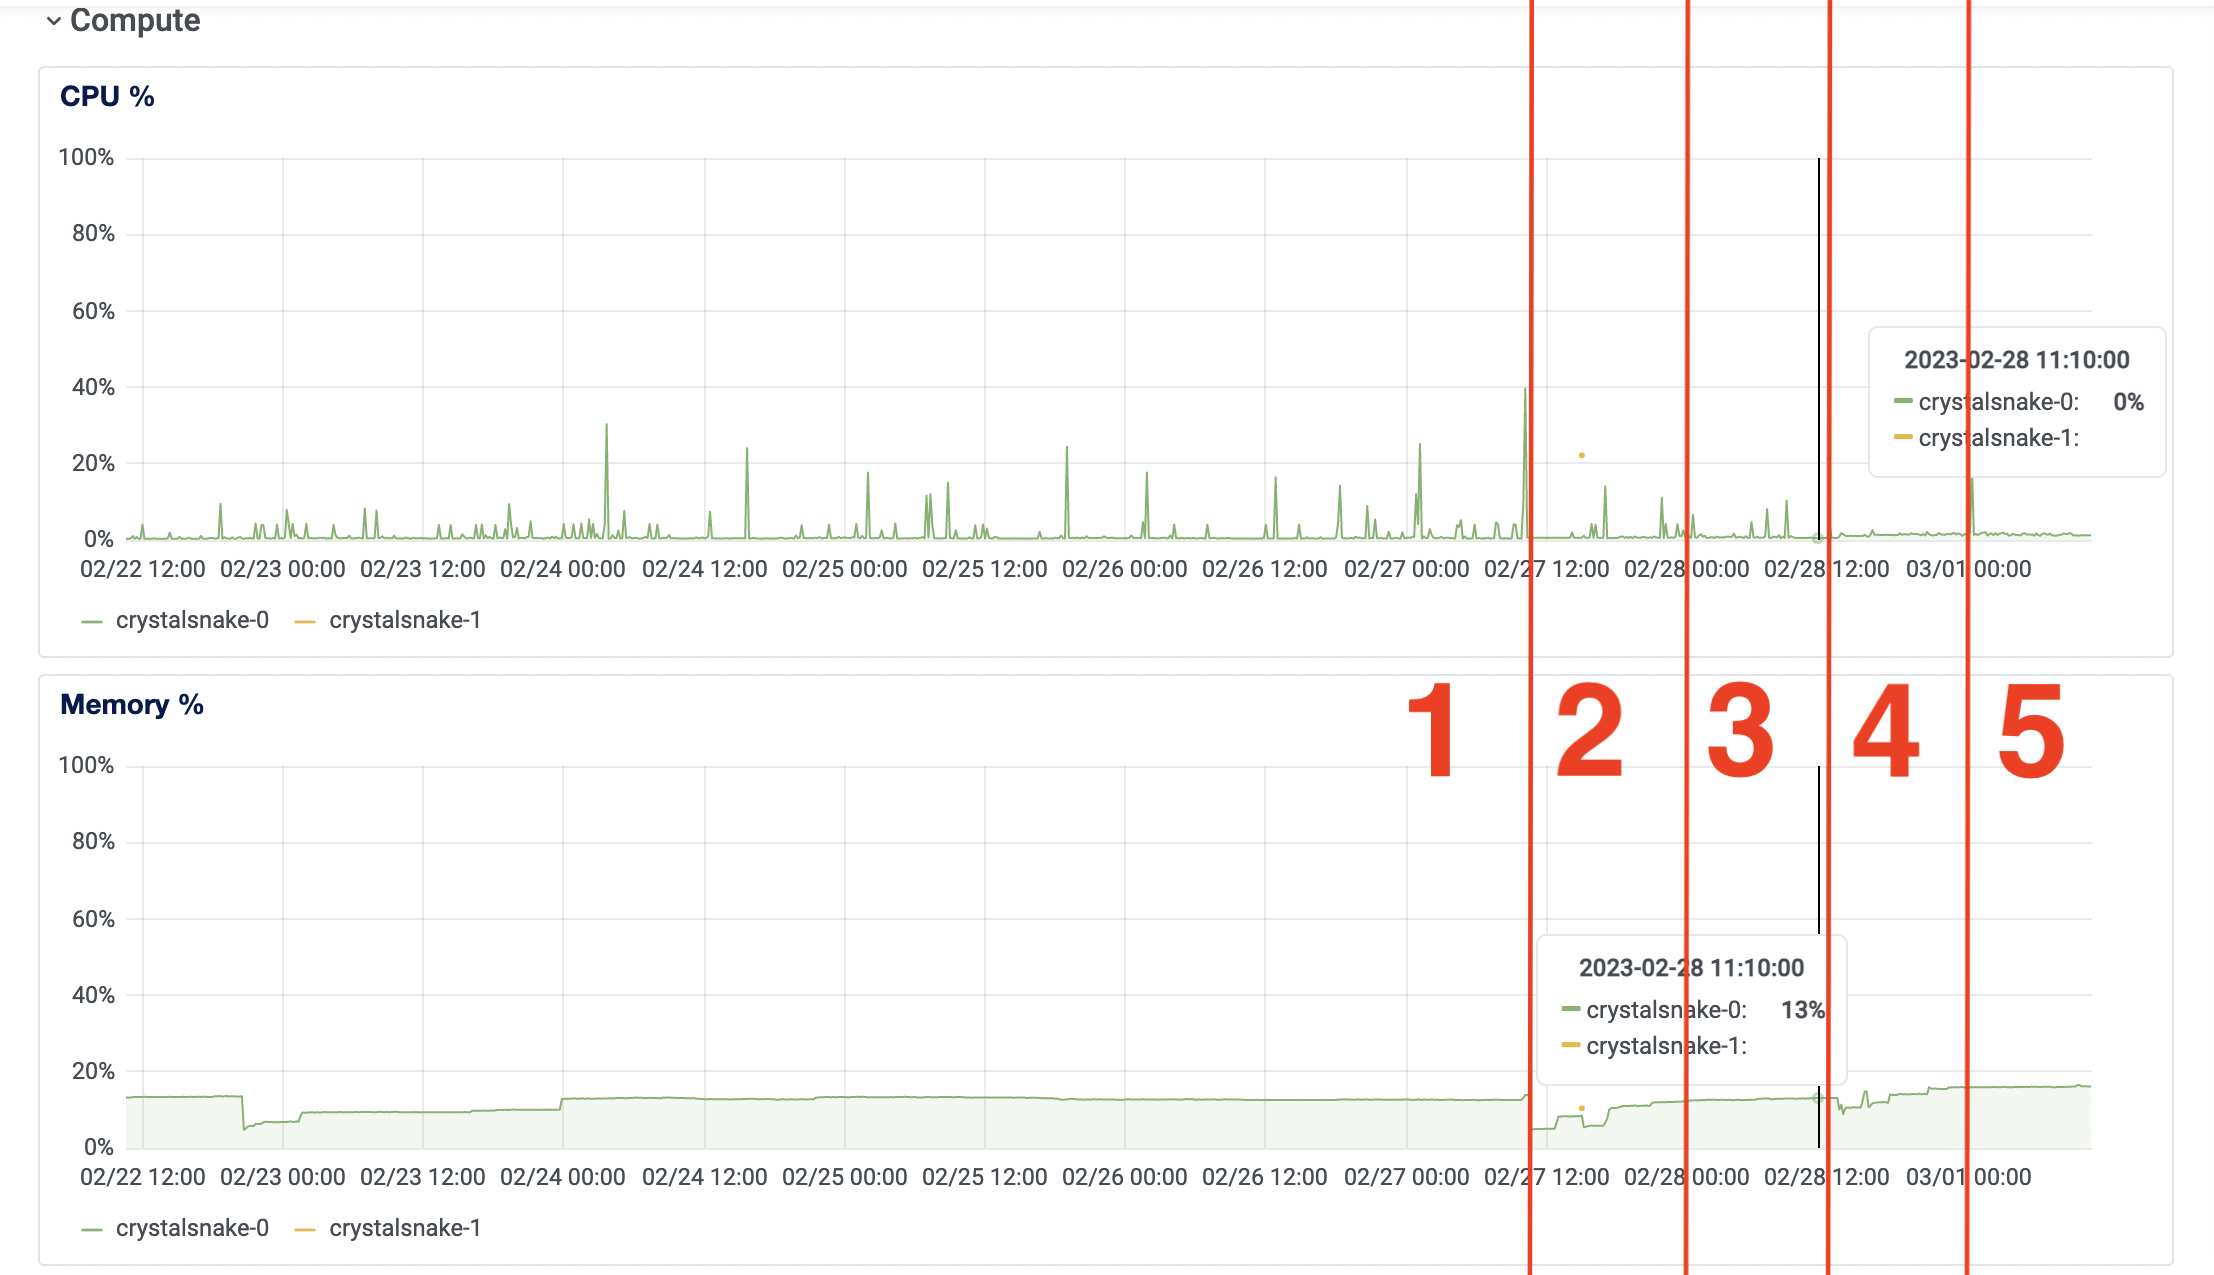 Compute
CPU %
100%
80%
60%
40%
20%
0%
2023-02-28 11:10:00
crystalsnake-0: 0%
crystalsnake-1:
02/22 12:00 02/23 00:00 02/23 12:00 02/24 00:00 02/24 12:00 02/25 00:00 02/25 12:00 02/26 00:00 02/26 12:00 02/27 00:00 02/27 12:00 02/28 00:00 02/28 12:00 03/01 00:00
crystalsnake-0 crystalsnake-1
Memory %
1 2 3 4 5
100%
80%
60%
40%
20%
0%
2023-02-28 11:10:00
crystalsnake-0: 13%
crystalsnake-1:
02/22 12:00 02/23 00:00 02/23 12:00 02/24 00:00 02/24 12:00 02/25 00:00 02/25 12:00 02/26 00:00 02/26 12:00 02/27 00:00 02/27 12:00 02/28 00:00 02/28 12:00 03/01 00:00
crystalsnake-0 crystalsnake-1